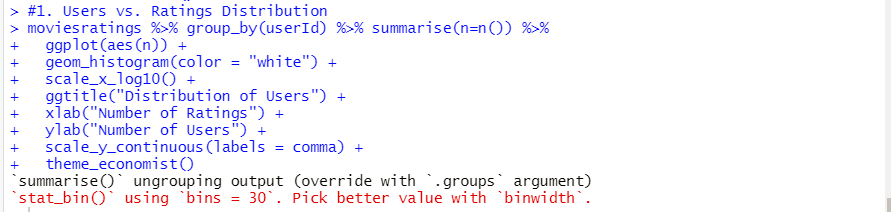 > #1. Users vs. Ratings Distribution
> moviesratings %>% group_by(userId) %>% summarise(n=n()) %>%
+   ggplot(aes(n)) +
+   geom_histogram(color = "white") +
+   scale_x_log10() +
+   ggtitle("Distribution of Users") +
+   xlab("Number of Ratings") +
+   ylab("Number of Users") +
+   scale_y_continuous(labels = comma) +
+   theme_economist()
`summarise()` ungrouping output (override with `.groups` argument)
`stat_bin()` using `bins = 30`. Pick better value with `binwidth`.